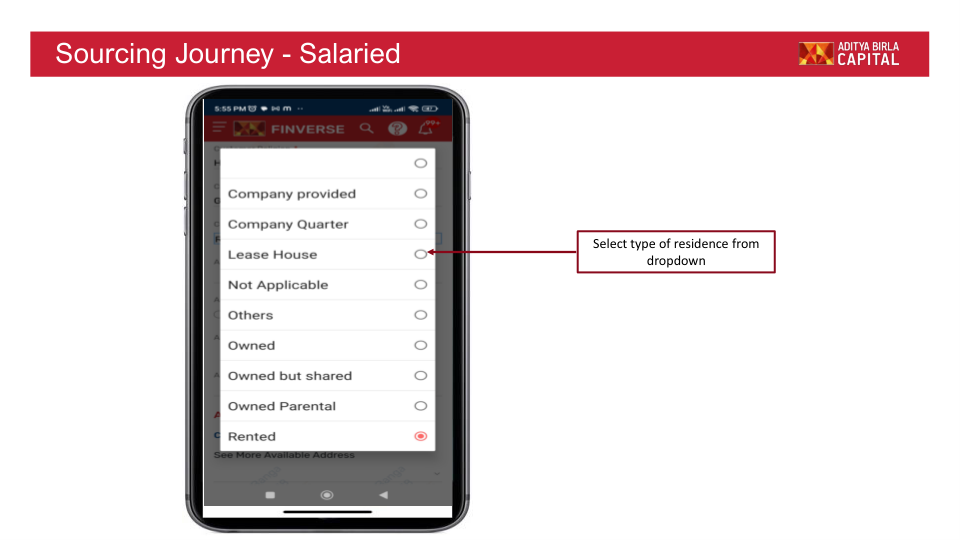 Sourcing Journey - Salaried
ADITYA BIRLA
CAPITAL
5:55 PM
FINVERSE
99+
Company provided
Company Quarter
Lease House
Not Applicable
Others
Owned
Owned but shared
Owned Parental
Rented
See More Available Address
Select type of residence from
dropdown